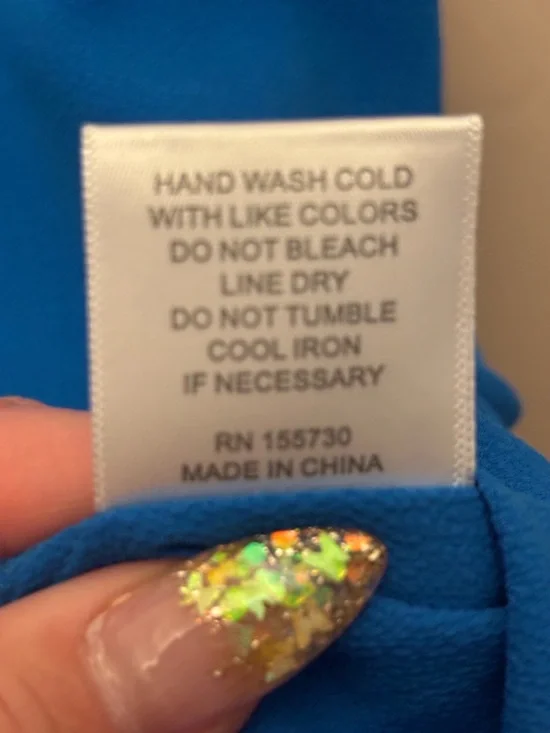 HAND WASH COLD
WITH LIKE COLORS
DO NOT BLEACH
LINE DRY
DO NOT TUMBLE
COOL IRON
IF NECESSARY
RN 155730
MADE IN CHINA